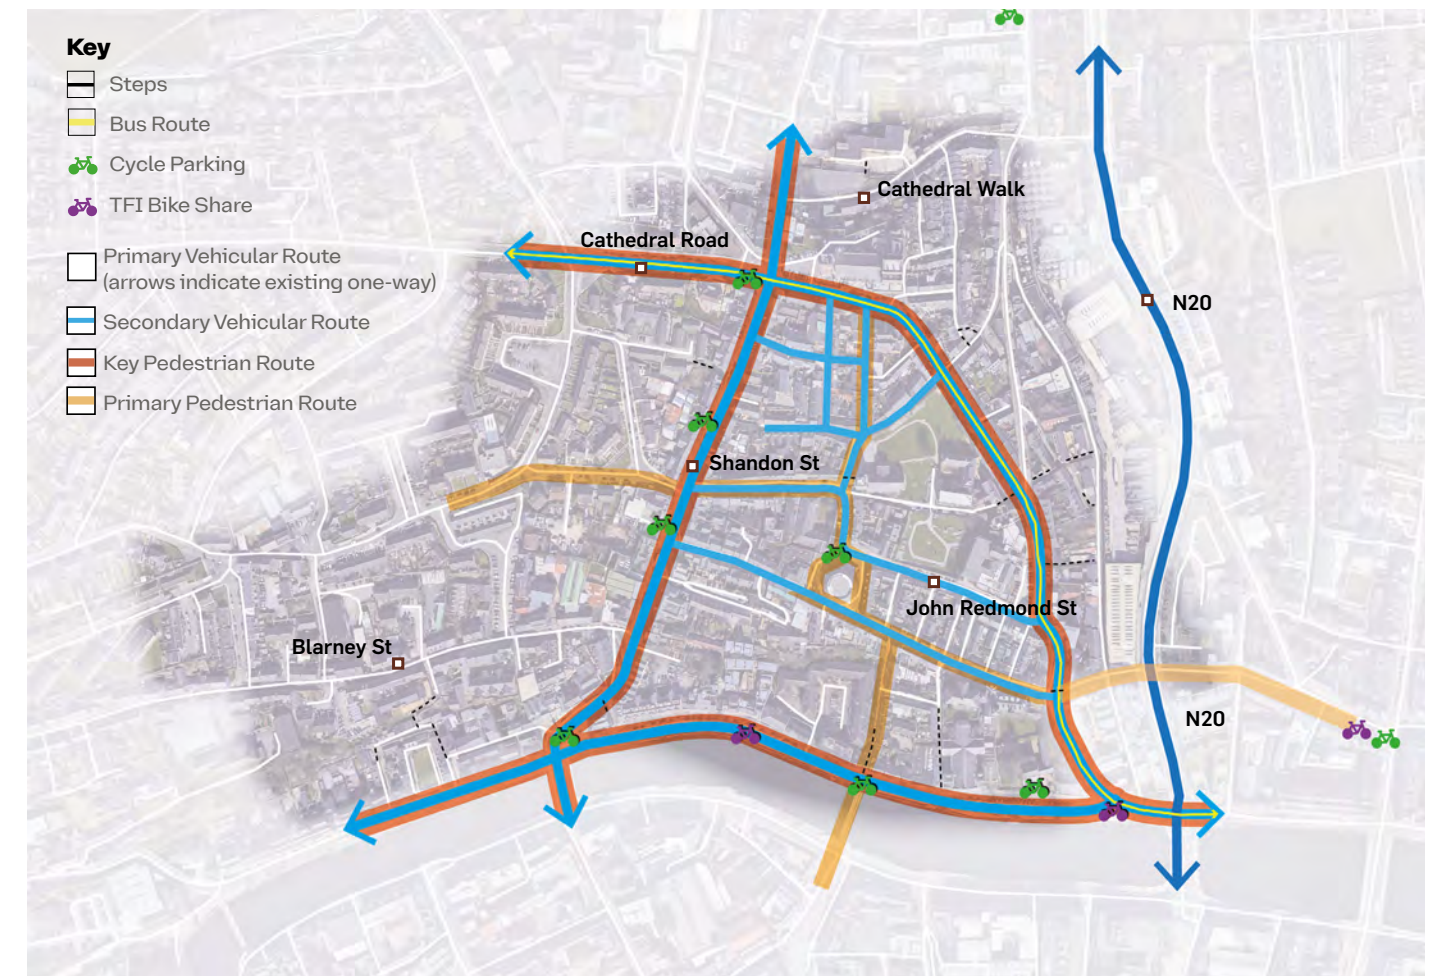 Key
Steps
Bus Route
Cycle Parking
TFI Bike Share
Primary Vehicular Route
(arrows indicate existing one-way)
Secondary Vehicular Route
Key Pedestrian Route
Primary Pedestrian Route
Cathedral Walk
Cathedral Road
N20
Shandon St
John Redmond St
Blarney St
N20